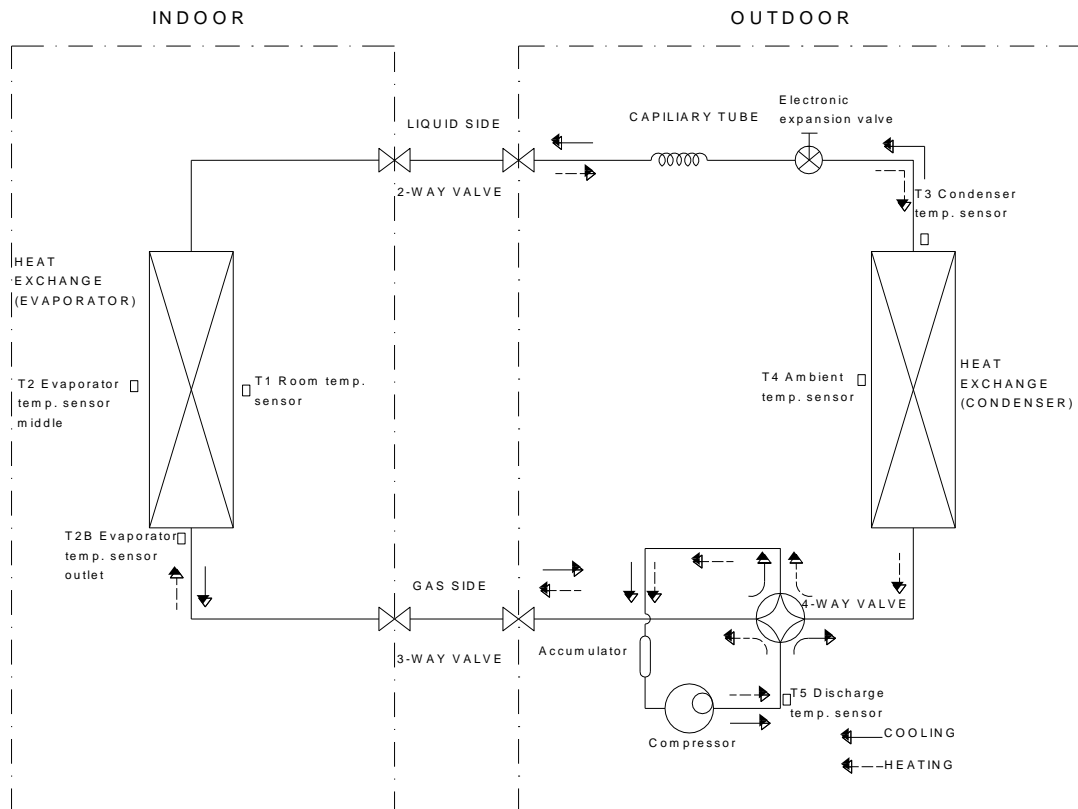 INDOOR
OUTDOOR
Electronic
expansion valve
CAPILIARY TUBE
LIQUID SIDE
2-WAY VALVE
T3 Condenser
temp. sensor
HEAT
EXCHANGE
(EVAPORATOR)
T2 Evaporator
temp. sensor
middle
T1 Room temp.
sensor
T4 Ambient
temp. sensor
HEAT
EXCHANGE
(CONDENSER)
T2B Evaporator
temp. sensor
outlet
GAS SIDE
3-WAY VALVE
4-WAY VALVE
Accumulator
T5 Discharge
temp. sensor
Compressor
COOLING
HEATING